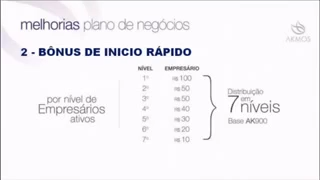 melhorias plano de negócios
AKMOS
2 - BÔNUS DE INICIO RÁPIDO
NÍVEL EMPRESÁRIO
1º R$ 100
2º R$ 50
3º R$ 50
4º R$ 40
5º R$ 30
6º R$ 20
7º R$ 10
por nível de
Empresários
ativos
Distribuição
em
7 níveis
Base AK900